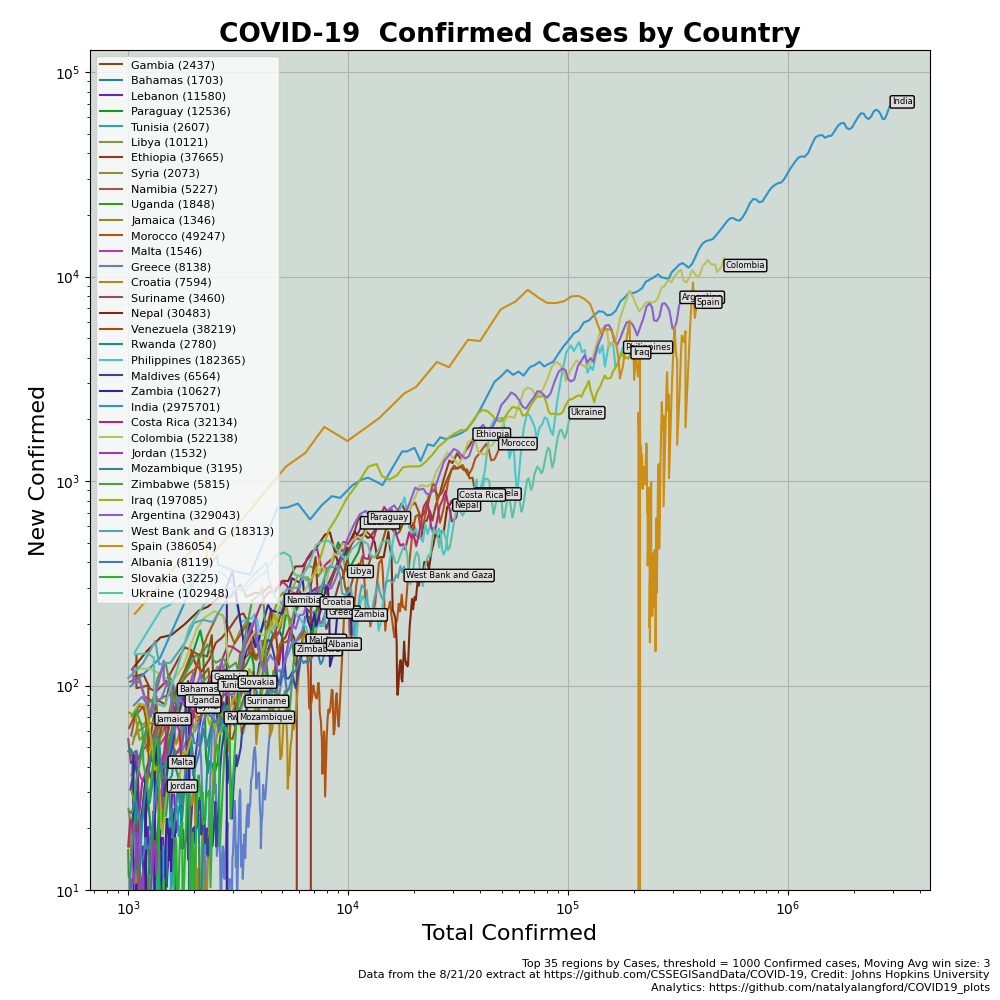 COVID-19  Confirmed Cases by Country
Gambia (2437)
Bahamas (1703)
Lebanon (11580)
Paraguay (12536)
Tunisia (2607)
Libya (10121)
Ethiopia (37665)
Syria (2073)
Namibia (5227)
Uganda (1848)
Jamaica (1346)
Morocco (49247)
Malta (1546)
Greece (8138)
Croatia (7594)
Suriname (3460)
Nepal (30483)
Venezuela (38219)
Rwanda (2780)
Philippines (182365)
Maldives (6564)
Zambia (10627)
India (2975701)
Costa Rica (32134)
Colombia (522138)
Jordan (1532)
Mozambique (3195)
Zimbabwe (5815)
Iraq (197085)
Argentina (329043)
West Bank and G (18313)
Spain (386054)
Albania (8119)
Slovakia (3225)
Ukraine (102948)
India
Colombia
Spain
Philippines
Iraq
Ukraine
Ethiopia
Morocco
Costa Rica
Nepal
Paraguay
Libya
West Bank and Gaza
Namibia
Croatia
Zambia
Albania
Slovakia
Bahamas
Uganda
Suriname
Jamaica
Mozambique
Malta
Jordan
10^5
10^4
10^3
10^2
10^1
New Confirmed
10^3
10^4
10^5
10^6
Total Confirmed
Top 35 regions by Cases, threshold = 1000 Confirmed cases, Moving Avg win size: 3
Data from the 8/21/20 extract at https://github.com/CSSEGISandData/COVID-19, Credit: Johns Hopkins University
Analytics: https://github.com/natalyalangford/COVID19_plots